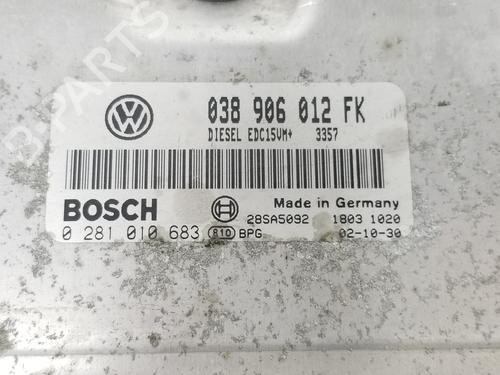 038 906 012 FK
DIESEL EDC15VM+ 3357
BOSCH
Made in Germany
28SA5092 1803 1020
0 281 010 683 810 BPG 02-10-30
B-PARTS